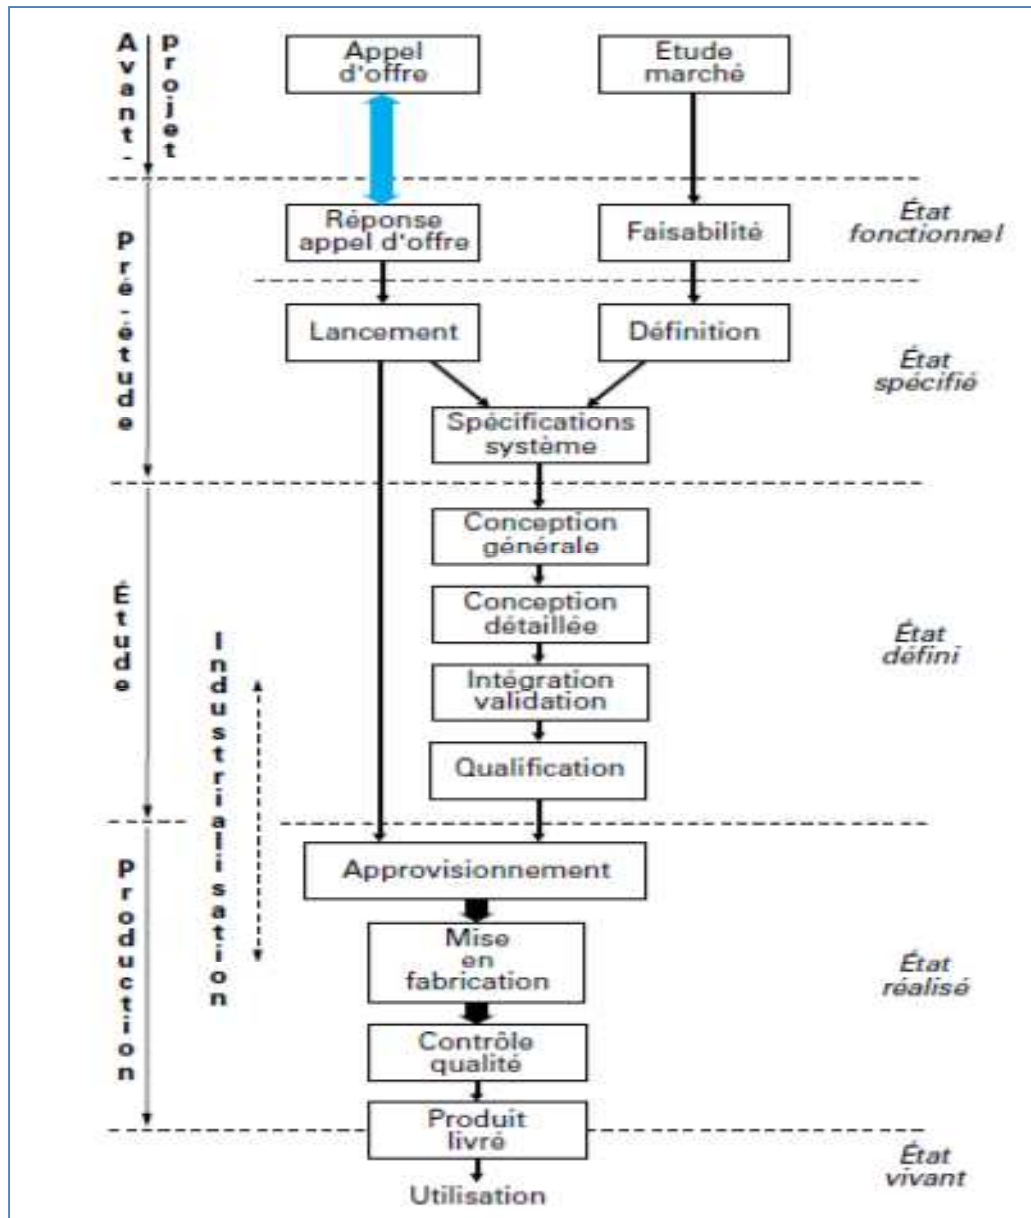 Avant-
projet
Appel
d'offre
Etude
marché
Pré-étude
Réponse
appel d'offre
Faisabilité
État
fonctionnel
Lancement
Définition
État
spécifié
Spécifications
système
Étude
Conception
générale
Conception
détaillée
Intégration
validation
Qualification
État
défini
Industrialisation
Production
Approvisionnement
Mise
en
fabrication
Contrôle
qualité
État
réalisé
Produit
livré
Utilisation
État
vivant